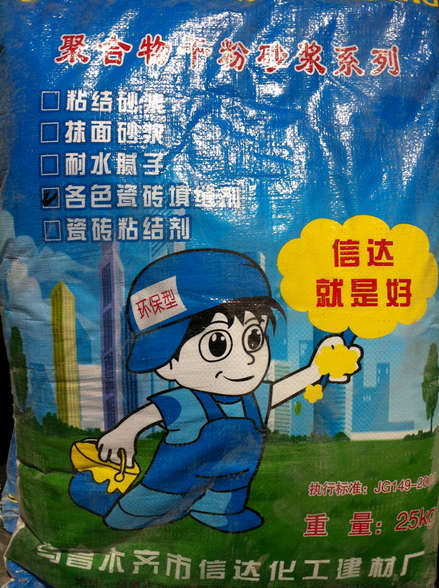 聚合物干粉砂浆系列
□粘结砂浆
□抹面砂浆
□耐水腻子
☑各色瓷砖填缝剂
□瓷砖粘结剂
环保型
信达
就是好
执行标准：JG149-200
重量：25kg
乌鲁木齐市信达化工建材厂